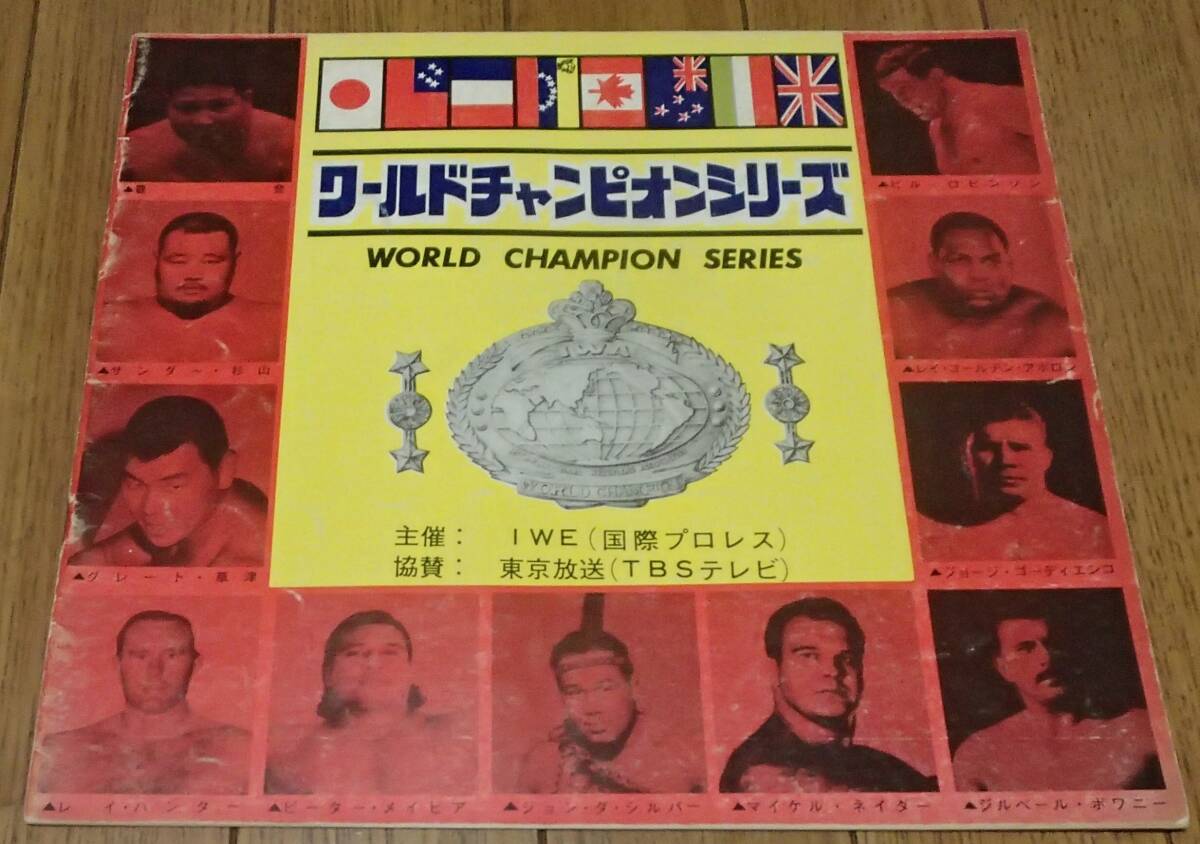 ワールドチャンピオンシリーズ
WORLD CHAMPION SERIES
IWA
WORLD CHAMPION
主催: IWE(国際プロレス)
協賛: 東京放送(TBSテレビ)
▲豊登
▲サンダー・杉山
▲グレート・草津
▲ビル・ロビンソン
▲レイ・ゴールデン・アポロン
▲ジョージ・ゴーディエンコ
▲レイ・ハンター
▲ピーター・メイビア
▲ジョン・ダ・シルバー
▲マイケル・ネイダー
▲ジルベール・ボワニー